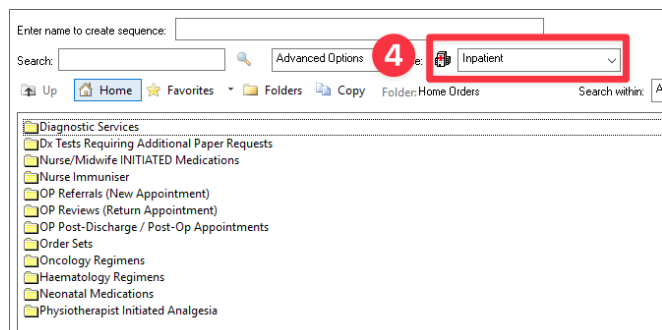 Enter name to create sequence:
Search: Advanced Options 4 e: Inpatient
Up Home Favorites Folders Copy Folder: Home Orders Search within: A
Diagnostic Services
Dx Tests Requiring Additional Paper Requests
Nurse/Midwife INITIATED Medications
Nurse Immuniser
OP Referrals (New Appointment)
OP Reviews (Return Appointment)
OP Post-Discharge / Post-Op Appointments
Order Sets
Oncology Regimens
Haematology Regimens
Neonatal Medications
Physiotherapist Initiated Analgesia